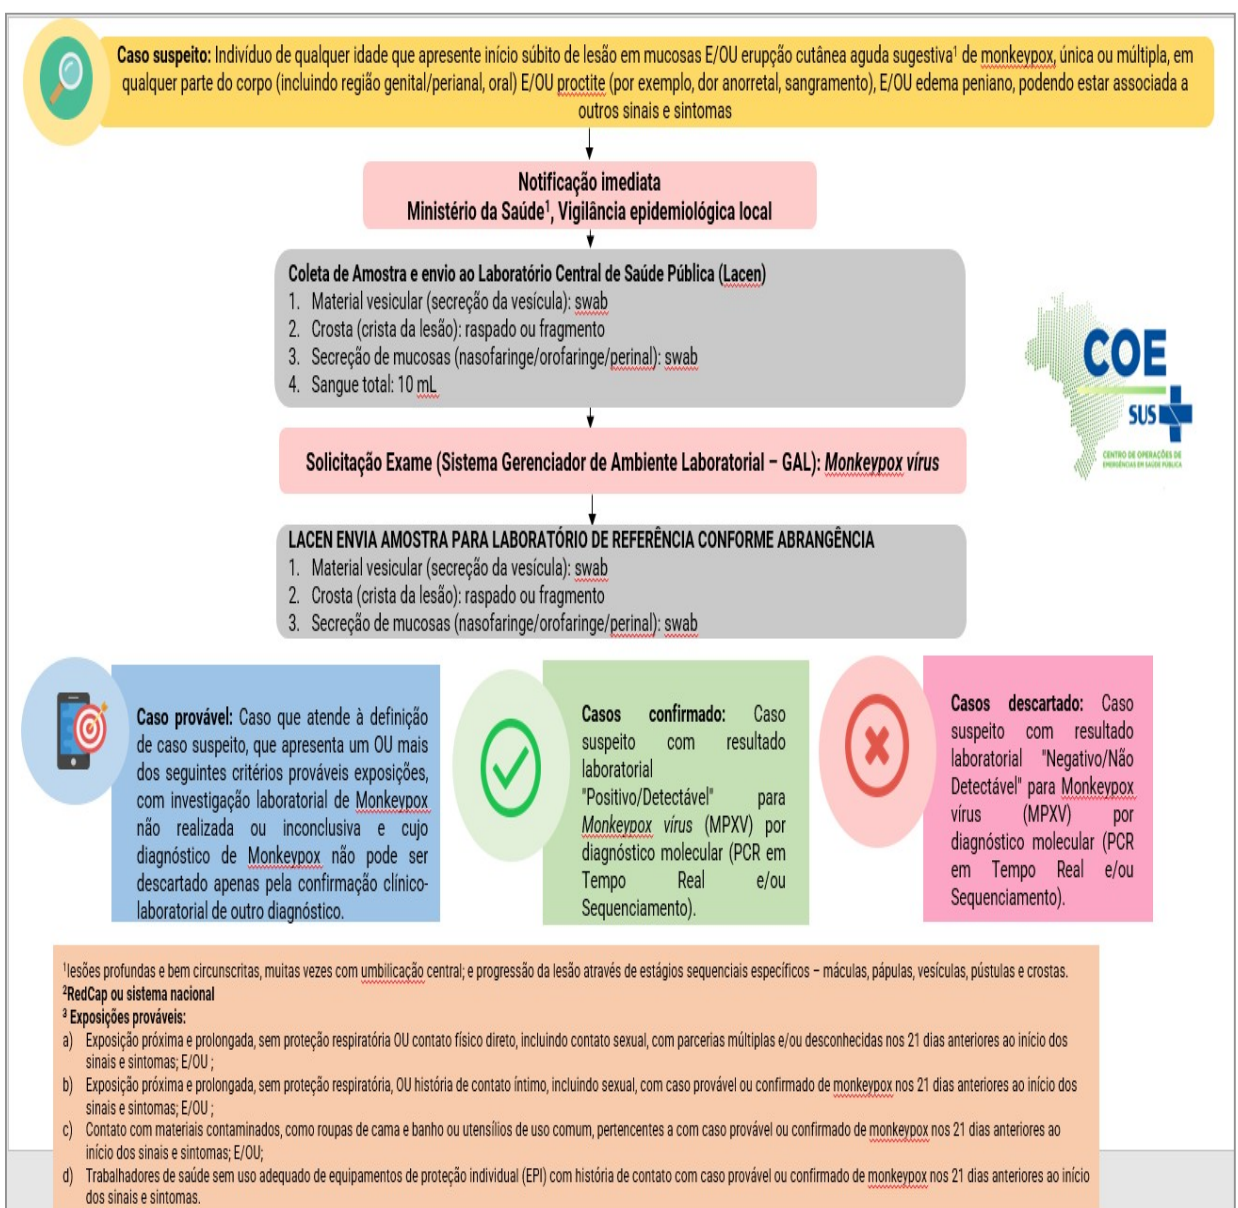 Caso suspeito: Indivíduo de qualquer idade que apresente início súbito de lesão em mucosas E/OU erupção cutânea aguda sugestiva¹ de monkeypox, única ou múltipla, em
qualquer parte do corpo (incluindo região genital/perianal, oral) E/OU proctite (por exemplo, dor anorretal, sangramento), E/OU edema peniano, podendo estar associada a
outros sinais e sintomas
Notificação imediata
Ministério da Saúde¹, Vigilância epidemiológica local
Coleta de Amostra e envio ao Laboratório Central de Saúde Pública (Lacen)
1. Material vesicular (secreção da vesícula): swab
2. Crosta (crista da lesão): raspado ou fragmento
3. Secreção de mucosas (nasofaringe/orofaringe/perinal): swab
4. Sangue total: 10 mL
COE
SUS
CENTRO DE OPERAÇÕES DE
EMERGÊNCIAS EM SAÚDE PÚBLICA
Solicitação Exame (Sistema Gerenciador de Ambiente Laboratorial – GAL): Monkeypox vírus
LACEN ENVIA AMOSTRA PARA LABORATÓRIO DE REFERÊNCIA CONFORME ABRANGÊNCIA
1. Material vesicular (secreção da vesícula): swab
2. Crosta (crista da lesão): raspado ou fragmento
3. Secreção de mucosas (nasofaringe/orofaringe/perinal): swab
Caso provável: Caso que atende à definição
de caso suspeito, que apresenta um OU mais
dos seguintes critérios prováveis exposições,
com investigação laboratorial de Monkeypox
não realizada ou inconclusiva e cujo
diagnóstico de Monkeypox não pode ser
descartado apenas pela confirmação clínico-
laboratorial de outro diagnóstico.
Casos confirmado: Caso
suspeito com resultado
laboratorial
"Positivo/Detectável" para
Monkeypox vírus (MPXV) por
diagnóstico molecular (PCR em
Tempo Real e/ou
Sequenciamento).
Casos descartado: Caso
suspeito com resultado
laboratorial "Negativo/Não
Detectável" para Monkeypox
vírus (MPXV) por
diagnóstico molecular (PCR
em Tempo Real e/ou
Sequenciamento).
¹lesões profundas e bem circunscritas, muitas vezes com umbilicação central; e progressão da lesão através de estágios sequenciais específicos – máculas, pápulas, vesículas, pústulas e crostas.
²RedCap ou sistema nacional
³ Exposições prováveis:
a) Exposição próxima e prolongada, sem proteção respiratória OU contato físico direto, incluindo contato sexual, com parcerias múltiplas e/ou desconhecidas nos 21 dias anteriores ao início dos
sinais e sintomas; E/OU ;
b) Exposição próxima e prolongada, sem proteção respiratória, OU história de contato íntimo, incluindo sexual, com caso provável ou confirmado de monkeypox nos 21 dias anteriores ao início dos
sinais e sintomas; E/OU ;
c) Contato com materiais contaminados, como roupas de cama e banho ou utensílios de uso comum, pertencentes a com caso provável ou confirmado de monkeypox nos 21 dias anteriores ao
início dos sinais e sintomas; E/OU;
d) Trabalhadores de saúde sem uso adequado de equipamentos de proteção individual (EPI) com história de contato com caso provável ou confirmado de monkeypox nos 21 dias anteriores ao início
dos sinais e sintomas.